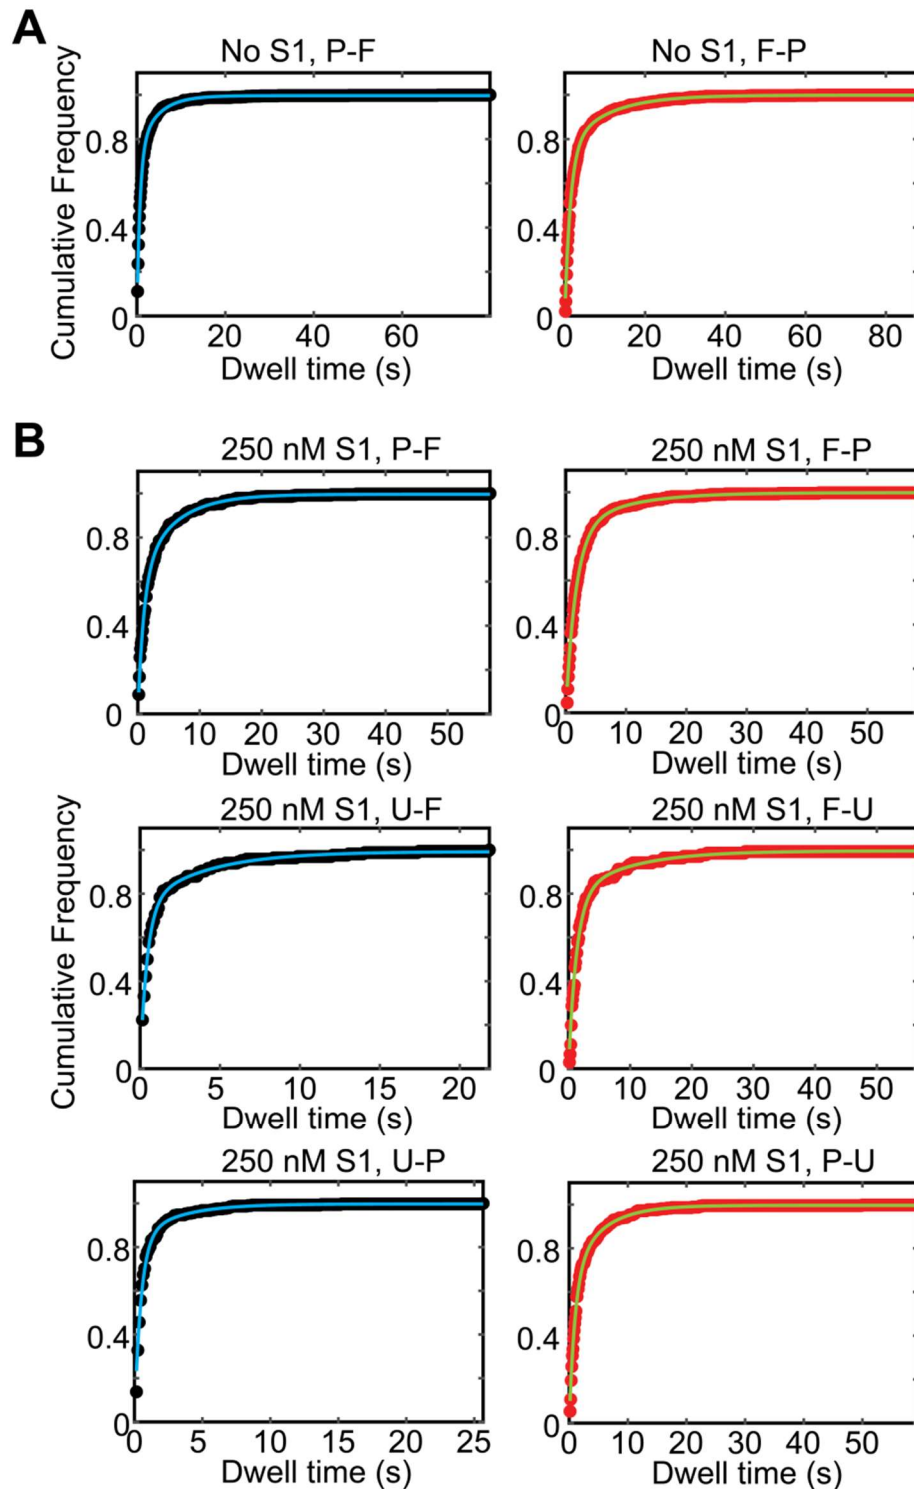 A
No S1, P-F
No S1, F-P
Cumulative Frequency
0.8
0.4
0
0 20 40 60
Dwell time (s)
0.8
0.4
0
0 20 40 60 80
Dwell time (s)
B
250 nM S1, P-F
250 nM S1, F-P
0.8
0.4
0
0 10 20 30 40 50
Dwell time (s)
0.8
0.4
0
0 10 20 30 40 50
Dwell time (s)
Cumulative Frequency
250 nM S1, U-F
250 nM S1, F-U
0.8
0.4
0
0 5 10 15 20
Dwell time (s)
0.8
0.4
0
0 10 20 30 40 50
Dwell time (s)
250 nM S1, U-P
250 nM S1, P-U
0.8
0.4
0
0 5 10 15 20 25
Dwell time (s)
0.8
0.4
0
0 10 20 30 40 50
Dwell time (s)